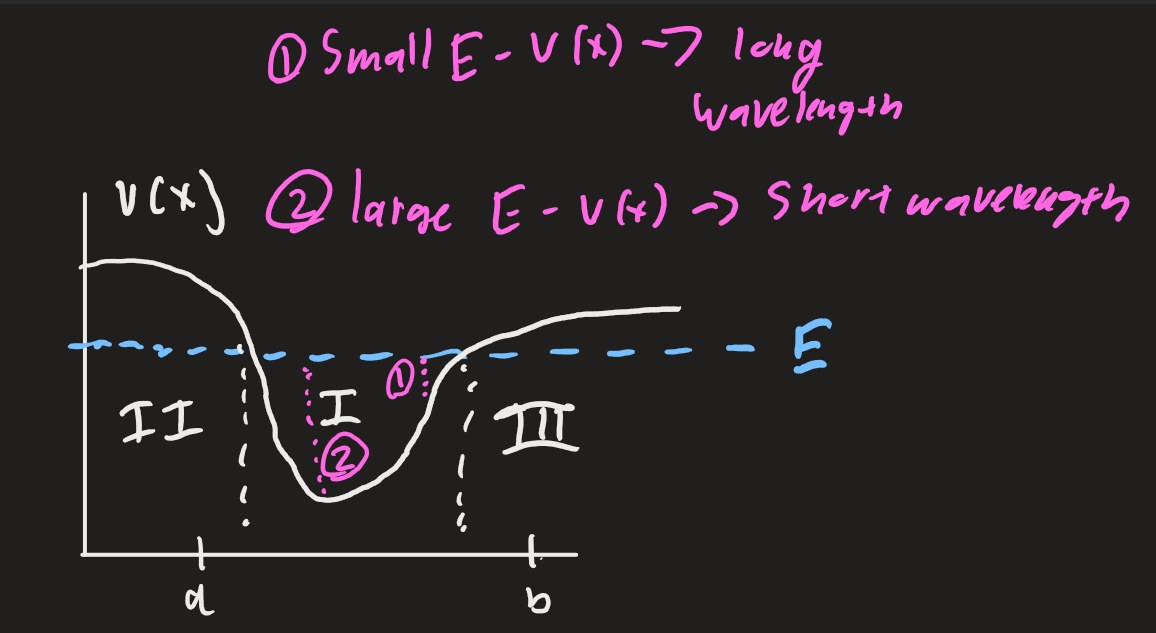 ① Small E - V(x) → long
wavelength
V(x)
② large E - V(x) → Short wavelength
E
①
I
II
III
②
a
b